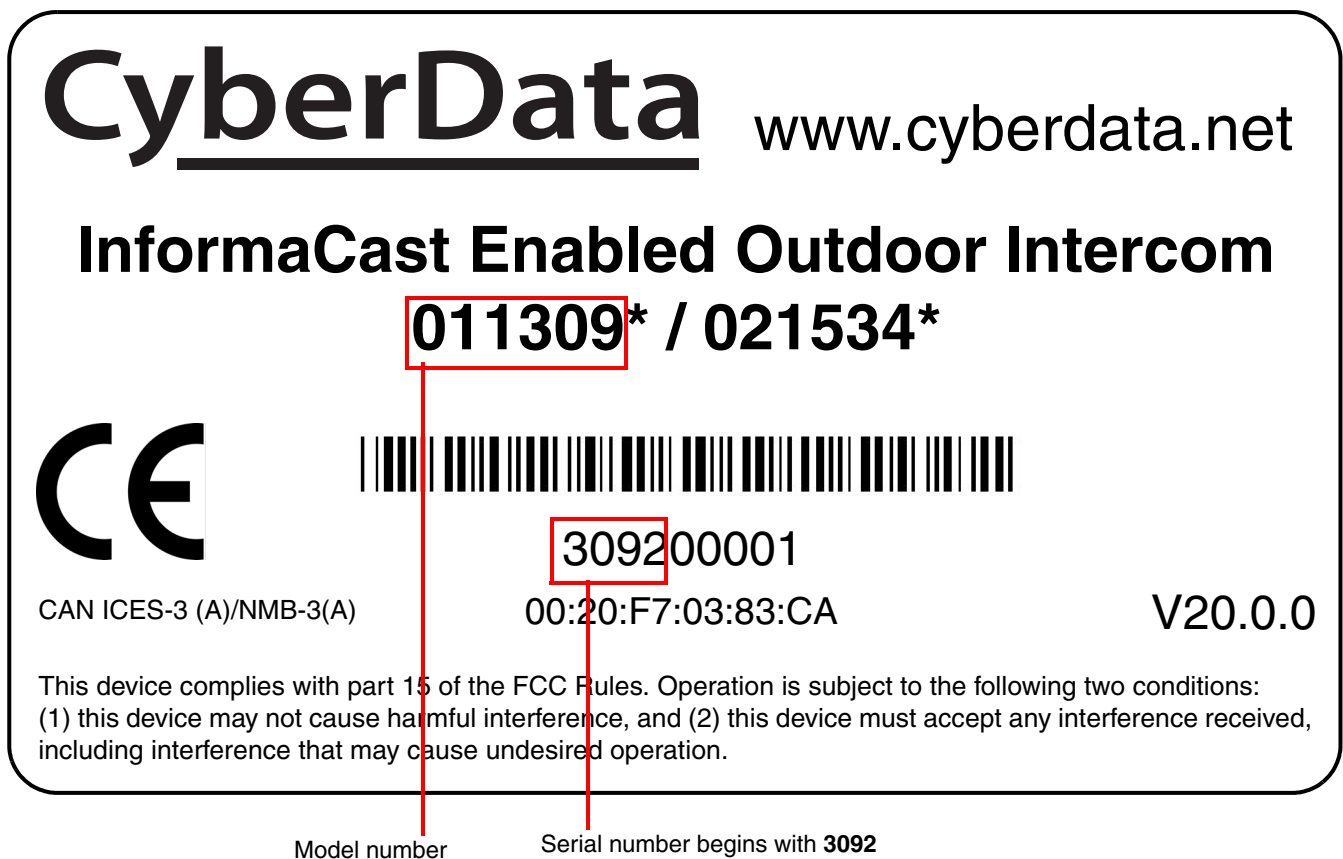 CyberData www.cyberdata.net
InformaCast Enabled Outdoor Intercom
011309* / 021534*
CE
309200001
CAN ICES-3 (A)/NMB-3(A) 00:20:F7:03:83:CA V20.0.0
This device complies with part 15 of the FCC Rules. Operation is subject to the following two conditions:
(1) this device may not cause harmful interference, and (2) this device must accept any interference received,
including interference that may cause undesired operation.
Model number Serial number begins with 3092